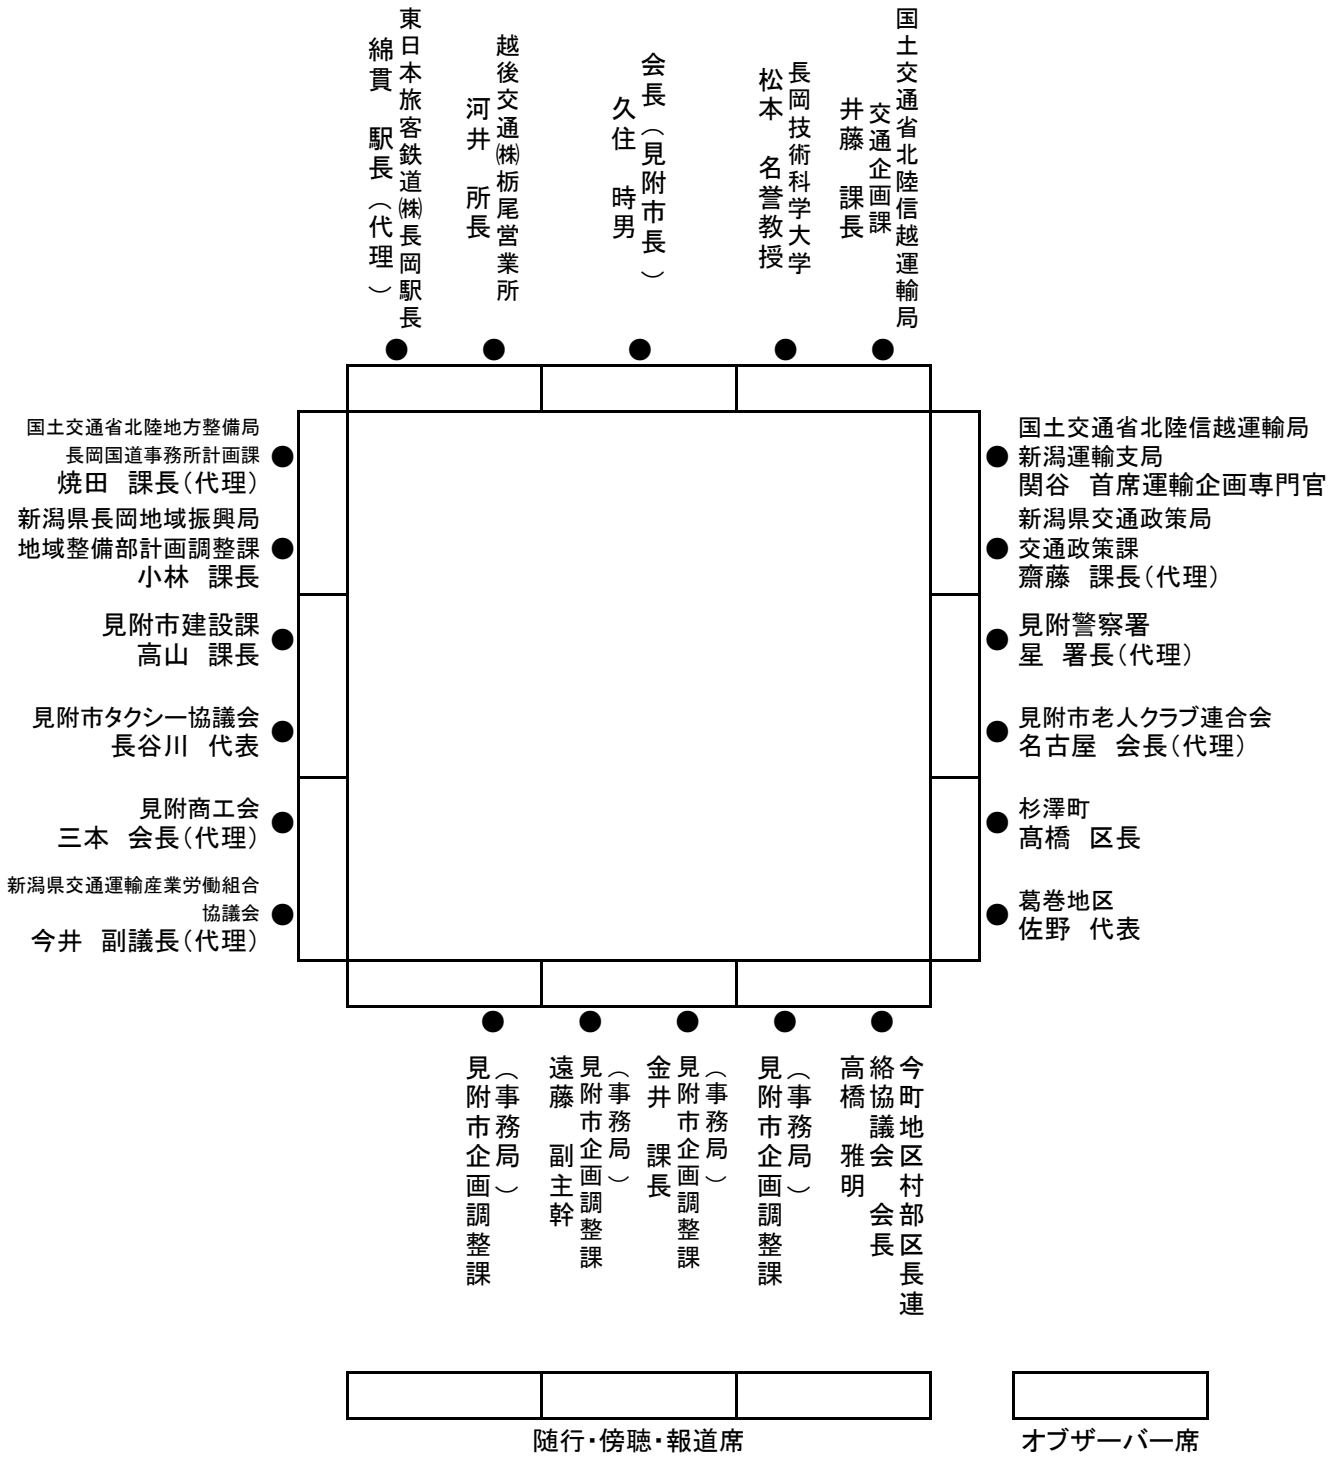 国土交通省北陸信越運輸局
交通企画課
井藤　課長
長岡技術科学大学
松本　名誉教授
会長（見附市長）
久住　時男
越後交通㈱栃尾営業所
河井　所長
東日本旅客鉄道㈱長岡駅長
綿貫　駅長（代理）
国土交通省北陸地方整備局
長岡国道事務所計画課
焼田　課長（代理）
新潟県長岡地域振興局
地域整備部計画調整課
小林　課長
見附市建設課
高山　課長
見附市タクシー協議会
長谷川　代表
見附商工会
三本　会長（代理）
新潟県交通運輸産業労働組合
協議会
今井　副議長（代理）
国土交通省北陸信越運輸局
新潟運輸支局
関谷　首席運輸企画専門官
新潟県交通政策局
交通政策課
齋藤　課長（代理）
見附警察署
星　署長（代理）
見附市老人クラブ連合会
名古屋　会長（代理）
杉澤町
髙橋　区長
葛巻地区
佐野　代表
今町地区村部区長連
絡協議会　会長
高橋　雅明
（事務局）
見附市企画調整課
（事務局）
見附市企画調整課
金井　課長
（事務局）
見附市企画調整課
遠藤　副主幹
（事務局）
見附市企画調整課
随行・傍聴・報道席
オブザーバー席